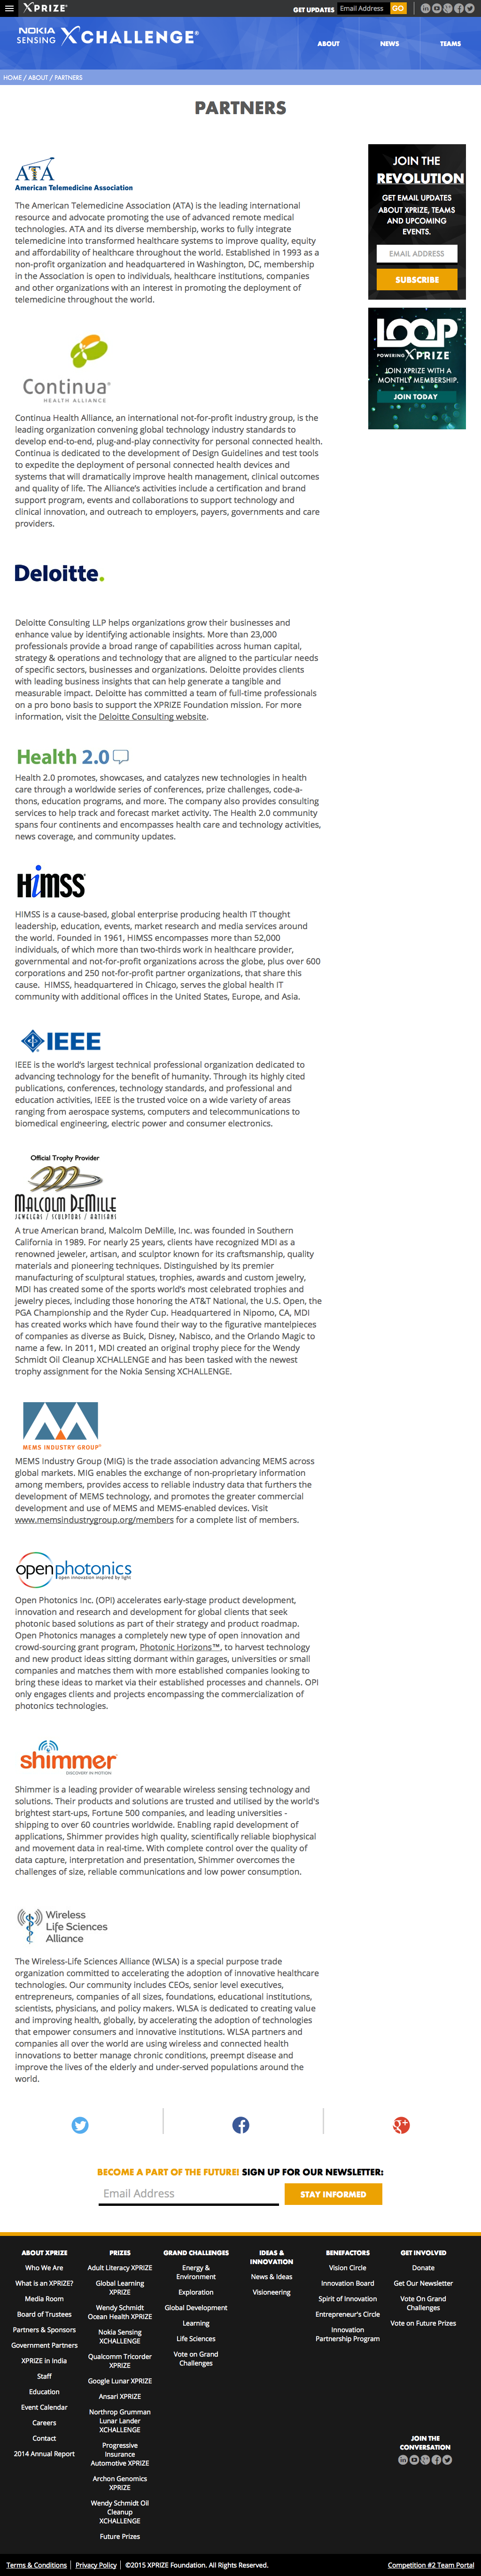 XPRIZE®
GET UPDATES
Email Address
GO
NOKIA
SENSING
XCHALLENGE®
ABOUT
NEWS
TEAMS
HOME / ABOUT / PARTNERS
PARTNERS
ATA
American Telemedicine Association
The American Telemedicine Association (ATA) is the leading international
resource and advocate promoting the use of advanced remote medical
technologies. ATA and its diverse membership, works to fully integrate
telemedicine into transformed healthcare systems to improve quality, equity
and affordability of healthcare throughout the world. Established in 1993 as a
non-profit organization and headquartered in Washington, DC, membership
in the Association is open to individuals, healthcare institutions, companies
and other organizations with an interest in promoting the deployment of
telemedicine throughout the world.
JOIN THE
REVOLUTION
GET EMAIL UPDATES
ABOUT XPRIZE, TEAMS
AND UPCOMING
EVENTS.
EMAIL ADDRESS
SUBSCRIBE
LOOP
POWERING XPRIZE
JOIN XPRIZE WITH A
MONTHLY MEMBERSHIP.
JOIN TODAY
Continua®
HEALTH ALLIANCE
Continua Health Alliance, an international not-for-profit industry group, is the
leading organization convening global technology industry standards to
develop end-to-end, plug-and-play connectivity for personal connected health.
Continua is dedicated to the development of Design Guidelines and test tools
to expedite the deployment of personal connected health devices and
systems that will dramatically improve health management, clinical outcomes
and quality of life. The Alliance's activities include a certification and brand
support program, events and collaborations to support technology and
clinical innovation, and outreach to employers, payers, governments and care
providers.
Deloitte.
Deloitte Consulting LLP helps organizations grow their businesses and
enhance value by identifying actionable insights. More than 23,000
professionals provide a broad range of capabilities across human capital,
strategy & operations and technology that are aligned to the particular needs
of specific sectors, businesses and organizations. Deloitte provides clients
with leading business insights that can help generate a tangible and
measurable impact. Deloitte has committed a team of full-time professionals
on a pro bono basis to support the XPRIZE Foundation mission. For more
information, visit the Deloitte Consulting website.
Health 2.0
Health 2.0 promotes, showcases, and catalyzes new technologies in health
care through a worldwide series of conferences, prize challenges, code-a-
thons, education programs, and more. The company also provides consulting
services to help track and forecast market activity. The Health 2.0 community
spans four continents and encompasses health care and technology activities,
news coverage, and community updates.
HiMSS®
HIMSS is a cause-based, global enterprise producing health IT thought
leadership, education, events, market research and media services around
the world. Founded in 1961, HIMSS encompasses more than 52,000
individuals, of which more than two-thirds work in healthcare provider,
governmental and not-for-profit organizations across the globe, plus over 600
corporations and 250 not-for-profit partner organizations, that share this
cause.  HIMSS, headquartered in Chicago, serves the global health IT
community with additional offices in the United States, Europe, and Asia.
IEEE
IEEE is the world's largest technical professional organization dedicated to
advancing technology for the benefit of humanity. Through its highly cited
publications, conferences, technology standards, and professional and
education activities, IEEE is the trusted voice on a wide variety of areas
ranging from aerospace systems, computers and telecommunications to
biomedical engineering, electric power and consumer electronics.
Official Trophy Provider
MALCOLM DEMILLE
JEWELERS / SCULPTORS / ARTISANS
A true American brand, Malcolm DeMille, Inc. was founded in Southern
California in 1989. For nearly 25 years, clients have recognized MDI as a
renowned jeweler, artisan, and sculptor known for its craftsmanship, quality
materials and pioneering techniques. Distinguished by its premier
manufacturing of sculptural statues, trophies, awards and custom jewelry,
MDI has created some of the sport's world's most celebrated trophies and
jewelry pieces, including those honoring the AT&T National, the U.S. Open, the
PGA Championship and the Ryder Cup. Headquartered in Nipomo, CA, MDI
has created works which have found their way to the figurative mantelpieces
of companies as diverse as Buick, Disney, Nabisco, and the Orlando Magic to
name a few. In 2011, MDI created an original trophy piece for the Wendy
Schmidt Oil Cleanup XCHALLENGE and has been tasked with the newest
trophy assignment for the Nokia Sensing XCHALLENGE.
MEMS INDUSTRY GROUP®
MEMS Industry Group (MIG) is the trade association advancing MEMS across
global markets. MIG enables the exchange of non-proprietary information
among members, provides access to reliable industry data that furthers the
development of MEMS technology, and promotes the greater commercial
development and use of MEMS and MEMS-enabled devices. Visit
www.memsindustrygroup.org/members for a complete list of members.
openphotonics
open innovation inspired by light
Open Photonics Inc. (OPI) accelerates early-stage product development,
innovation and research and development for global clients that seek
photonic based solutions as part of their strategy and product roadmap.
Open Photonics manages a completely new type of open innovation and
crowd-sourcing grant program, Photonic Horizons™, to harvest technology
and new product ideas sitting dormant within garages, universities or small
companies and matches them with more established companies looking to
bring these ideas to market via their established processes and channels. OPI
only engages clients and projects encompassing the commercialization of
photonics technologies.
shimmer
DISCOVERY IN MOTION
Shimmer is a leading provider of wearable wireless sensing technology and
solutions. Their products and solutions are trusted and utilised by the world's
brightest start-ups, Fortune 500 companies, and leading universities -
shipping to over 60 countries worldwide. Enabling rapid development of
applications, Shimmer provides high quality, scientifically reliable biophysical
and movement data in real-time. With complete control over the quality of
data capture, interpretation and presentation, Shimmer overcomes the
challenges of size, reliable communications and low power consumption.
Wireless
Life Sciences
Alliance
The Wireless-Life Sciences Alliance (WLSA) is a special purpose trade
organization committed to accelerating the adoption of innovative healthcare
technologies. Our community includes CEOs, senior level executives,
entrepreneurs, companies of all sizes, foundations, educational institutions,
scientists, physicians, and policy makers. WLSA is dedicated to creating value
and improving health, globally, by accelerating the adoption of technologies
that empower consumers and innovative institutions. WLSA partners and
companies all over the world are using wireless and connected health
innovations to better manage chronic conditions, preempt disease and
improve the lives of the elderly and under-served populations around the
world.
BECOME A PART OF THE FUTURE! SIGN UP FOR OUR NEWSLETTER:
Email Address
STAY INFORMED
ABOUT XPRIZE
Who We Are
What is an XPRIZE?
Media Room
Board of Trustees
Partners & Sponsors
Government Partners
XPRIZE in India
Staff
Education
Event Calendar
Careers
Contact
2014 Annual Report
PRIZES
Adult Literacy XPRIZE
Global Learning
XPRIZE
Wendy Schmidt
Ocean Health XPRIZE
Nokia Sensing
XCHALLENGE
Qualcomm Tricorder
XPRIZE
Google Lunar XPRIZE
Ansari XPRIZE
Northrop Grumman
Lunar Lander
XCHALLENGE
Progressive
Insurance
Automotive XPRIZE
Archon Genomics
XPRIZE
Wendy Schmidt Oil
Cleanup
XCHALLENGE
Future Prizes
GRAND CHALLENGES
Energy &
Environment
Exploration
Global Development
Learning
Life Sciences
Vote on Grand
Challenges
IDEAS &
INNOVATION
News & Ideas
Visioneering
BENEFACTORS
Vision Circle
Innovation Board
Spirit of Innovation
Entrepreneur's Circle
Innovation
Partnership Program
GET INVOLVED
Donate
Get Our Newsletter
Vote On Grand
Challenges
Vote on Future Prizes
JOIN THE
CONVERSATION
Terms & Conditions
Privacy Policy
©2015 XPRIZE Foundation. All Rights Reserved.
Competition #2 Team Portal